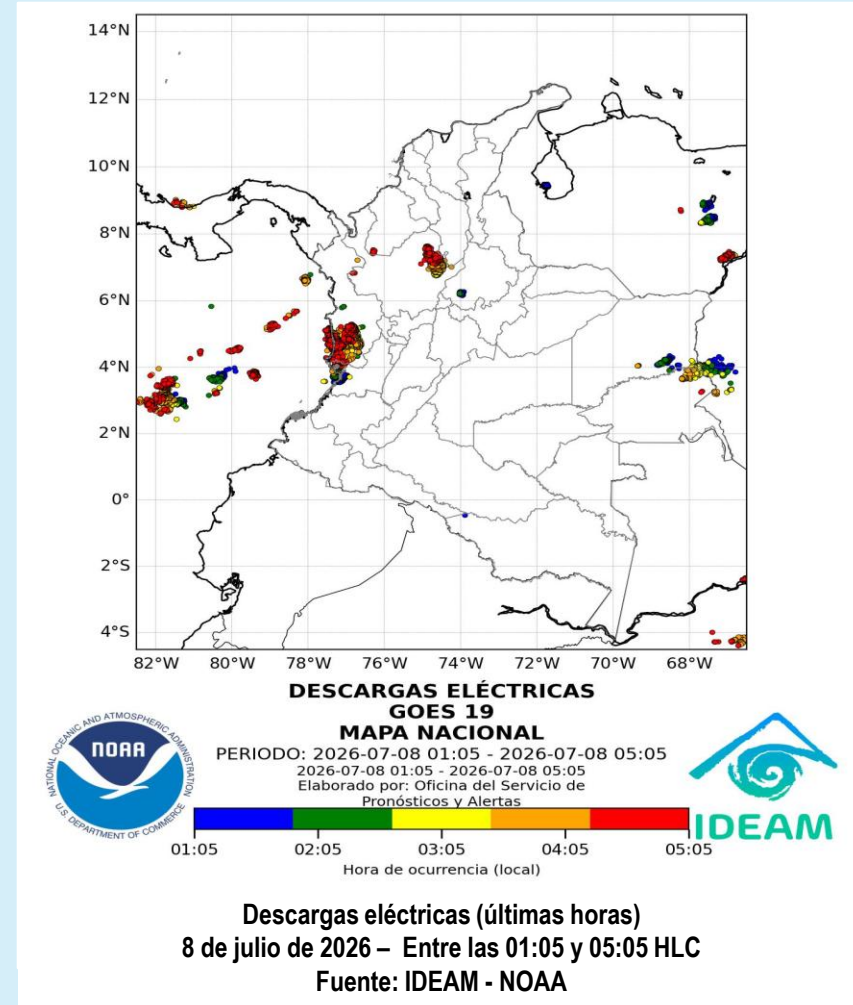 14°N
12°N
10°N
8°N
6°N
4°N
2°N
0°
2°S
4°S
82°W 80°W 78°W 76°W 74°W 72°W 70°W 68°W
DESCARGAS ELÉCTRICAS
GOES 19
MAPA NACIONAL
PERIODO: 2026-07-08 01:05 - 2026-07-08 05:05
2026-07-08 01:05 - 2026-07-08 05:05
Elaborado por: Oficina del Servicio de
Pronósticos y Alertas
NATIONAL OCEANIC AND ATMOSPHERIC ADMINISTRATION
NOAA
U.S. DEPARTMENT OF COMMERCE
IDEAM
01:05 02:05 03:05 04:05 05:05
Hora de ocurrencia (local)
Descargas eléctricas (últimas horas)
8 de julio de 2026 – Entre las 01:05 y 05:05 HLC
Fuente: IDEAM - NOAA